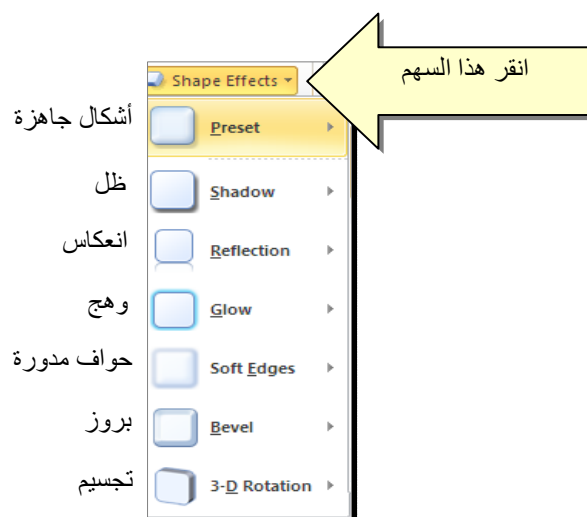 انقر هذا السهم
Shape Effects
أشكال جاهزة
Preset
ظل
Shadow
انعكاس
Reflection
وهج
Glow
حواف مدورة
Soft Edges
بروز
Bevel
تجسيم
3-D Rotation